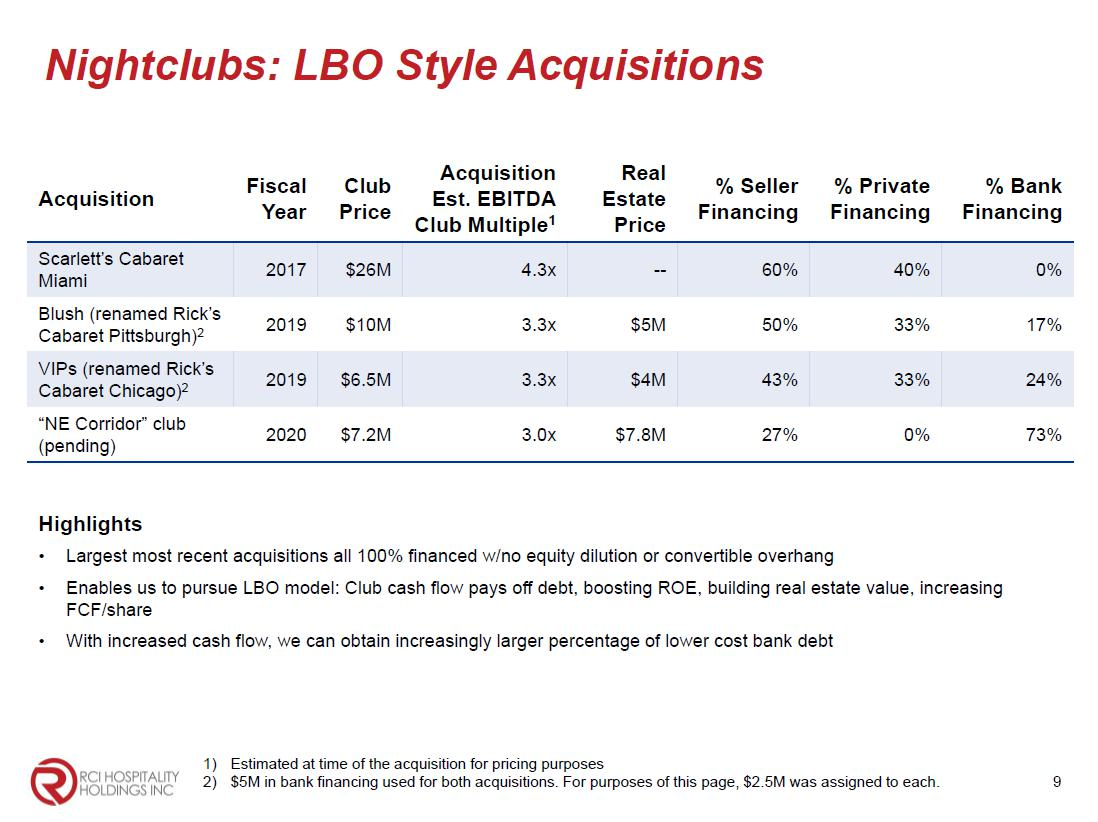 Nightclubs: LBO Style Acquisitions
Acquisition
Fiscal
Year
Club
Price
Acquisition
Est. EBITDA
Club Multiple1
Real
Estate
Price
% Seller
Financing
% Private
Financing
% Bank
Financing
Scarlett's Cabaret
Miami
2017 $26M 4.3x -- 60% 40% 0%
Blush (renamed Rick's
Cabaret Pittsburgh)2
2019 $10M 3.3x $5M 50% 33% 17%
VIPs (renamed Rick's
Cabaret Chicago)2
2019 $6.5M 3.3x $4M 43% 33% 24%
“NE Corridor” club
(pending)
2020 $7.2M 3.0x $7.8M 27% 0% 73%
Highlights
• Largest most recent acquisitions all 100% financed w/no equity dilution or convertible overhang
• Enables us to pursue LBO model: Club cash flow pays off debt, boosting ROE, building real estate value, increasing
FCF/share
• With increased cash flow, we can obtain increasingly larger percentage of lower cost bank debt
RCI HOSPITALITY
HOLDINGS INC
1) Estimated at time of the acquisition for pricing purposes
2) $5M in bank financing used for both acquisitions. For purposes of this page, $2.5M was assigned to each.
9